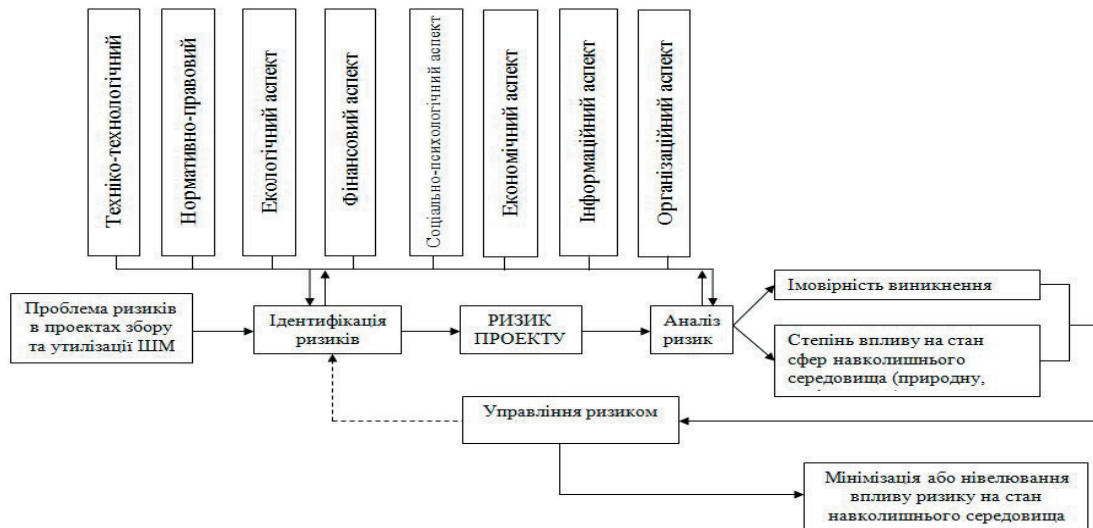 Техніко-технологічний
Нормативно-правовий
Екологічний аспект
Фінансовий аспект
Соціально-психологічний аспект
Економічний аспект
Інформаційний аспект
Організаційний аспект
Проблема ризиків
в проектах збору
та утилізації ШМ
Ідентифікація
ризиків
РИЗИК
ПРОЕКТУ
Аналіз
ризик
Імовірність виникнення
Степінь впливу на стан
сфер навколишнього
середовища (природну,
Управління ризиком
Мінімізація або нівелювання
впливу ризику на стан
навколишнього середовища